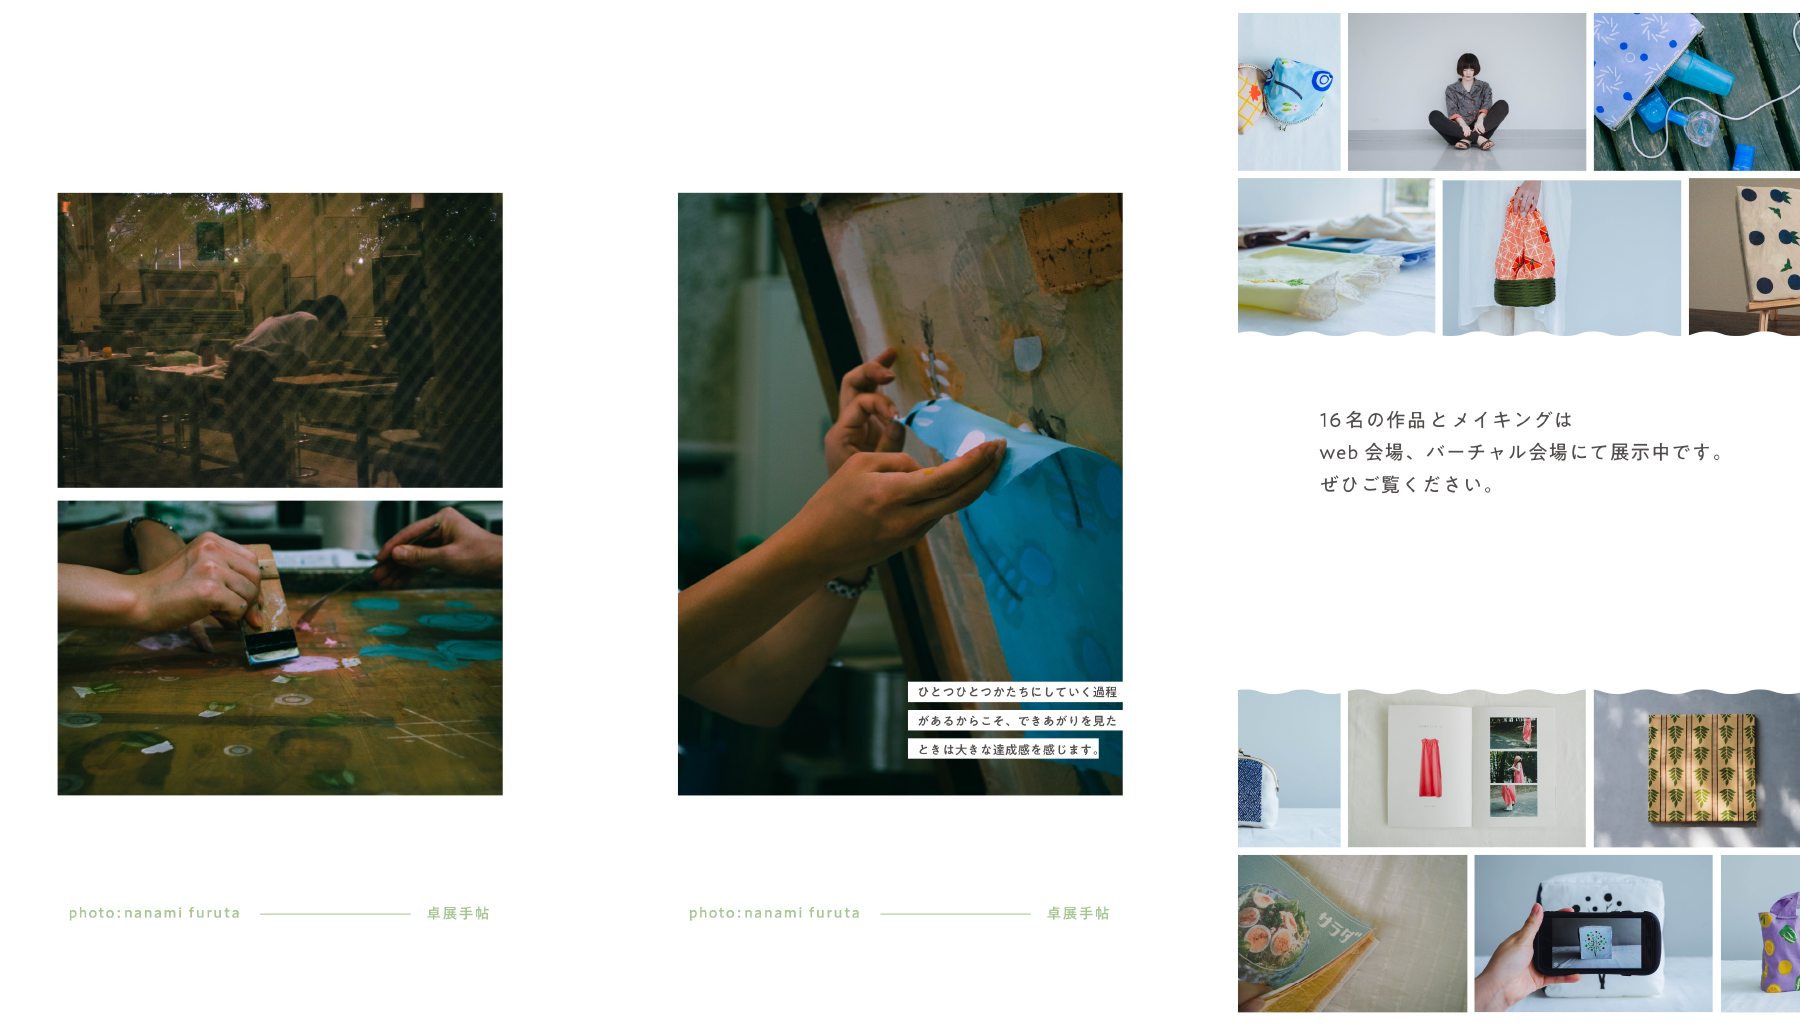 photo:nanami furuta
卓展手帖
ひとつひとつかたちにしていく過程
があるからこそ、できあがりを見た
ときは大きな達成感を感じます。
photo:nanami furuta
卓展手帖
16名の作品とメイキングは
web 会場、バーチャル会場にて展示中です。
ぜひご覧ください。
サラダ